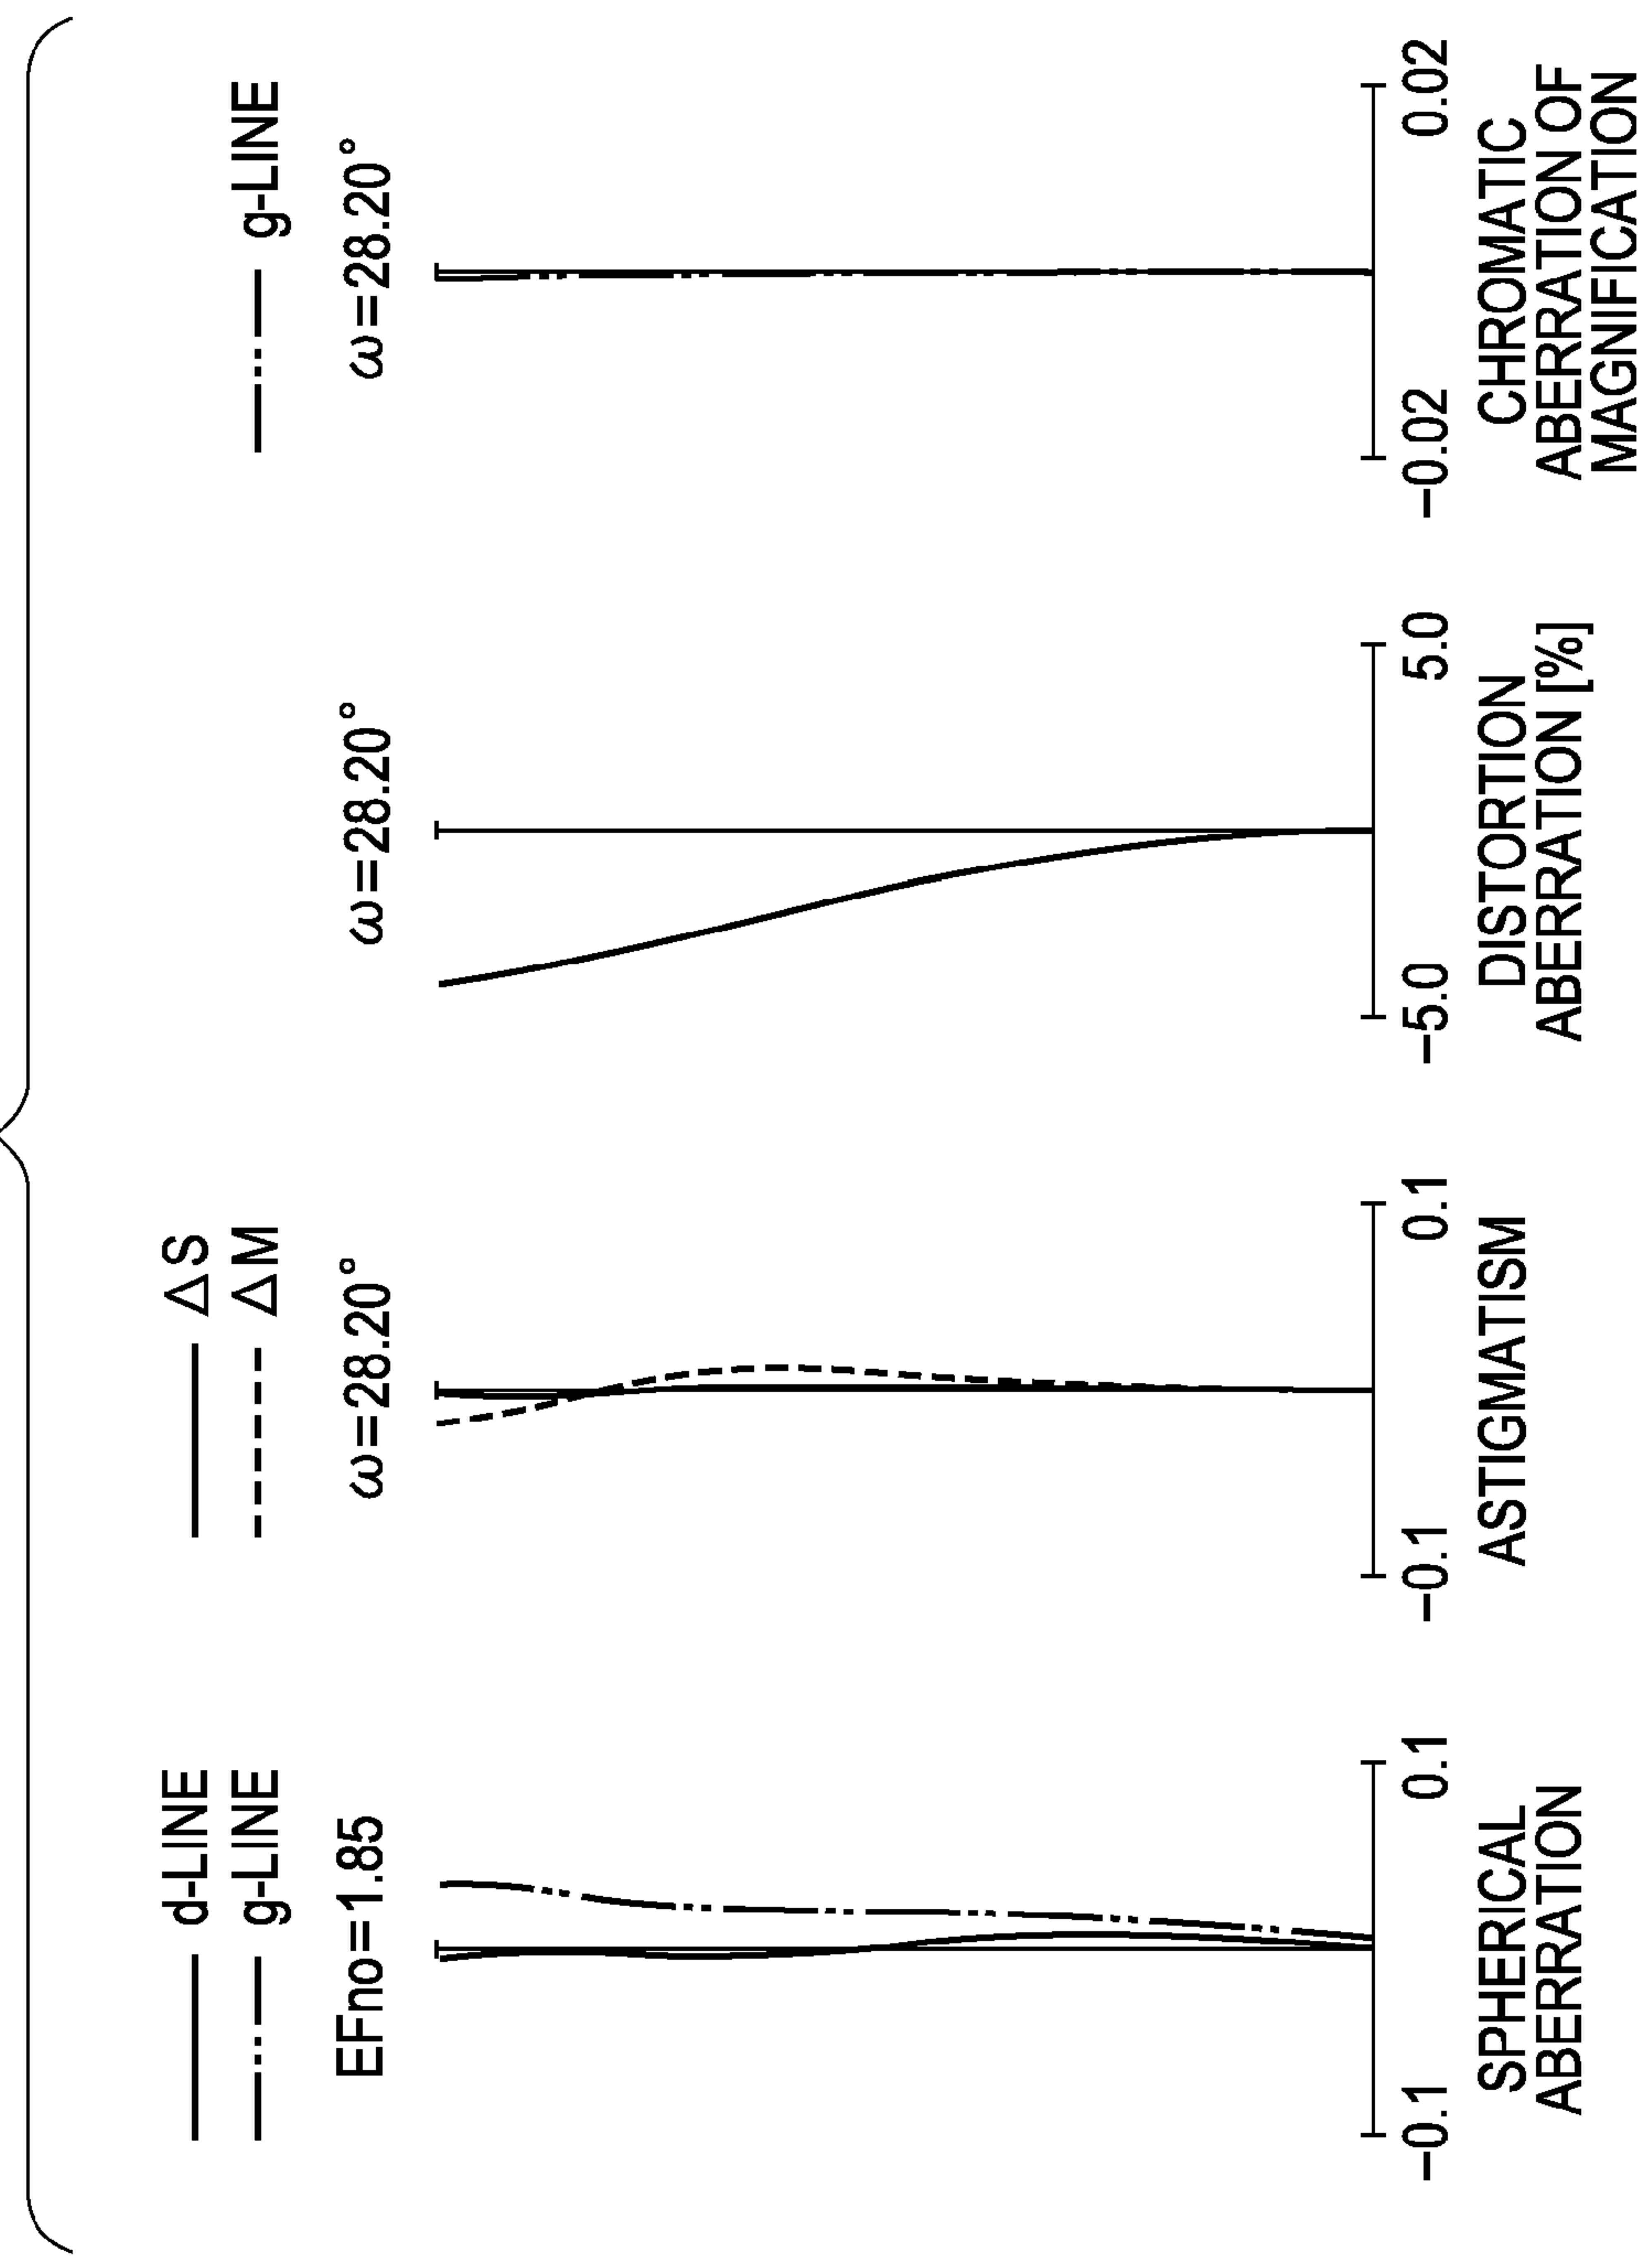 d-LINE
g-LINE
EFno=1.85
-0.1
0.1
SPHERICAL
ABERRATION
ΔS
ΔM
ω=28.20°
-0.1
0.1
ASTIGMATISM
ω=28.20°
-5.0
5.0
DISTORTION
ABERRATION [%]
g-LINE
ω=28.20°
-0.02
0.02
CHROMATIC
ABERRATION OF
MAGNIFICATION